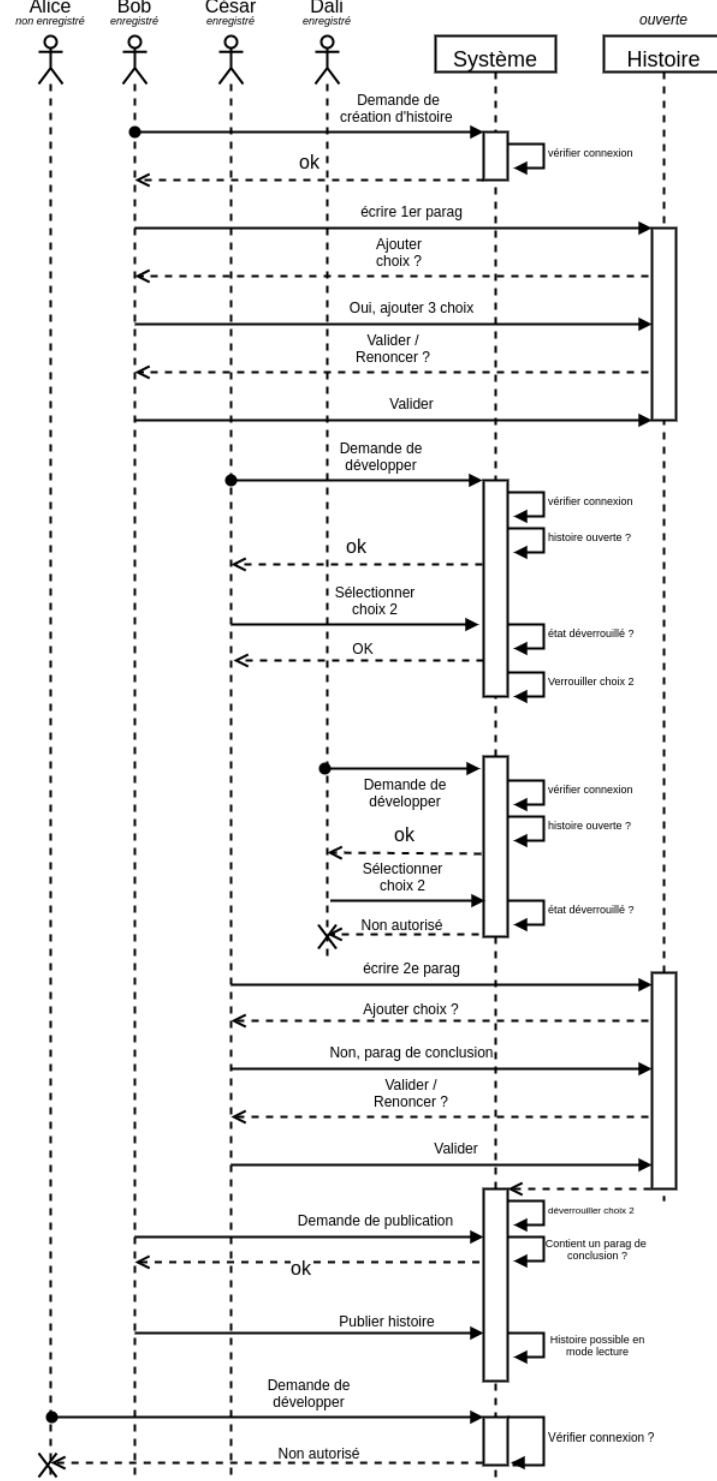 Alice
Bob
César
Dali
non enregistré
enregistré
enregistré
enregistré
ouverte
Système
Histoire
Demande de
création d'histoire
vérifier connexion
ok
écrire 1er parag
Ajouter
choix ?
Oui, ajouter 3 choix
Valider /
Renoncer ?
Valider
Demande de
développer
vérifier connexion
histoire ouverte ?
ok
Sélectionner
choix 2
état déverrouillé ?
OK
Verrouiller choix 2
Demande de
développer
vérifier connexion
histoire ouverte ?
ok
Sélectionner
choix 2
état déverrouillé ?
Non autorisé
écrire 2e parag
Ajouter choix ?
Non, parag de conclusion
Valider /
Renoncer ?
Valider
déverrouiller choix 2
Demande de publication
Contient un parag de
conclusion ?
ok
Publier histoire
Histoire possible en
mode lecture
Demande de
développer
Vérifier connexion ?
Non autorisé